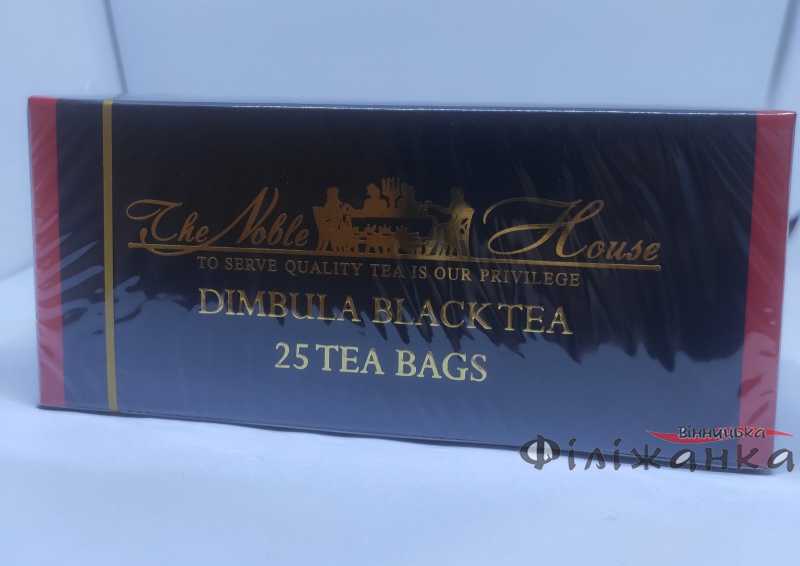 The Noble House
TO SERVE QUALITY TEA IS OUR PRIVILEGE
DIMBULA BLACK TEA
25 TEA BAGS
Вінницька
Філіжанка